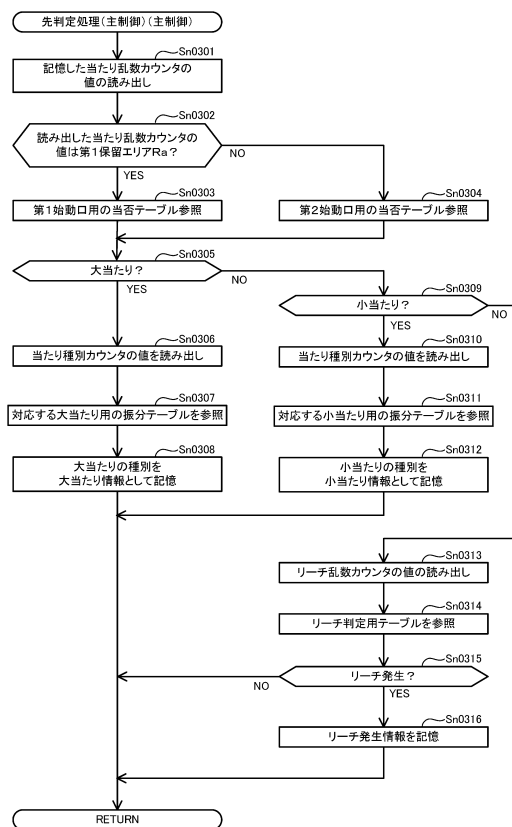 先判定処理(主制御)(主制御)
Sn0301
記憶した当たり乱数カウンタの
値の読み出し
Sn0302
読み出した当たり乱数カウンタの
値は第1保留エリアRa?
NO
YES
Sn0303
第1始動口用の当否テーブル参照
Sn0304
第2始動口用の当否テーブル参照
Sn0305
大当たり?
NO
YES
Sn0309
小当たり?
NO
YES
Sn0306
当たり種別カウンタの値を読み出し
Sn0310
当たり種別カウンタの値を読み出し
Sn0307
対応する大当たり用の振分テーブルを参照
Sn0311
対応する小当たり用の振分テーブルを参照
Sn0308
大当たりの種別を
大当たり情報として記憶
Sn0312
小当たりの種別を
小当たり情報として記憶
Sn0313
リーチ乱数カウンタの値の読み出し
Sn0314
リーチ判定用テーブルを参照
Sn0315
リーチ発生?
NO
YES
Sn0316
リーチ発生情報を記憶
RETURN